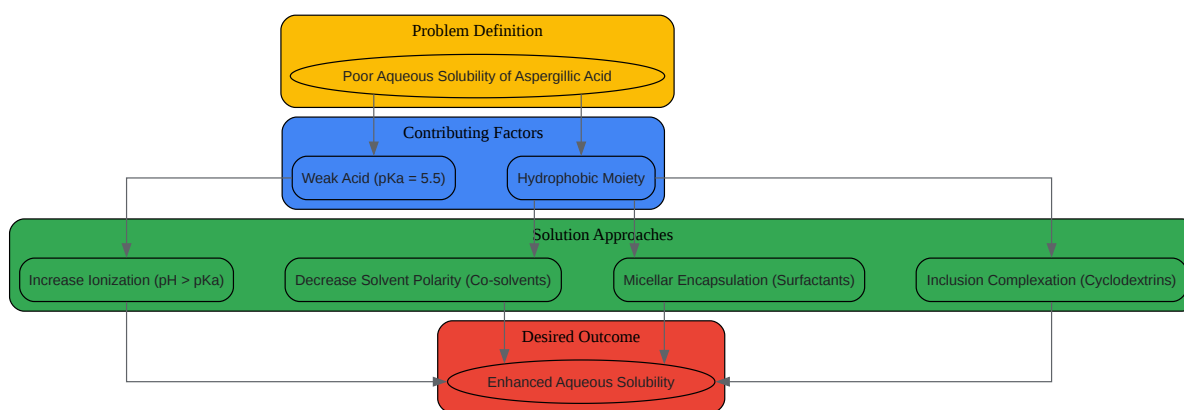 Problem Definition
Poor Aqueous Solubility of Aspergillic Acid
Contributing Factors
Weak Acid (pKa = 5.5)
Hydrophobic Moiety
Solution Approaches
Increase Ionization (pH > pKa)
Decrease Solvent Polarity (Co-solvents)
Micellar Encapsulation (Surfactants)
Inclusion Complexation (Cyclodextrins)
Desired Outcome
Enhanced Aqueous Solubility